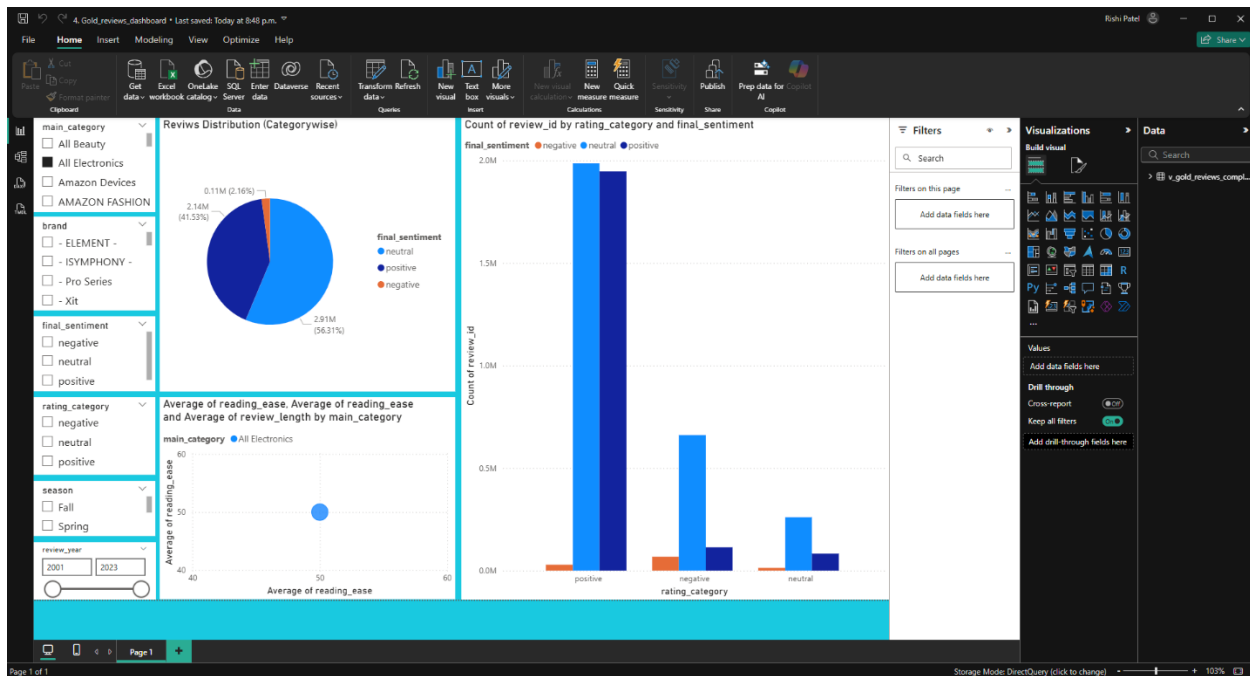 4. Gold_reviews_dashboard • Last saved: Today at 8:48 p.m.
Rishi Patel
File Home Insert Modeling View Optimize Help
Share
Paste
Cut
Copy
Format painter
Clipboard
Get data
Excel workbook
OneLake catalog
SQL Server
Enter data
Dataverse
Recent sources
Data
Transform data
Refresh
Queries
New visual
Text box
More visuals
Insert
New visual calculation
New measure
Quick measure
Calculations
Sensitivity
Sensitivity
Publish
Share
Prep data for AI
Copilot
Copilot
main_category
All Beauty
All Electronics
Amazon Devices
AMAZON FASHION
brand
- ELEMENT -
- ISYMPHONY -
- Pro Series
- Xit
final_sentiment
negative
neutral
positive
rating_category
negative
neutral
positive
season
Fall
Spring
review_year
2001 2023
Reviws Distribution (Categorywise)
0.11M (2.16%)
2.14M
(41.53%)
2.91M
(56.31%)
final_sentiment
neutral
positive
negative
Average of reading_ease, Average of reading_ease
and Average of review_length by main_category
main_category All Electronics
Average of reading_ease
60
50
40
40 50 60
Average of reading_ease
Count of review_id by rating_category and final_sentiment
final_sentiment negative neutral positive
Count of review_id
2.0M
1.5M
1.0M
0.5M
0.0M
positive negative neutral
rating_category
Filters
Search
Filters on this page ...
Add data fields here
Filters on all pages ...
Add data fields here
Visualizations
Build visual
R
Py
...
Values
Add data fields here
Drill through
Cross-report Off
Keep all filters On
Add drill-through fields here
Data
Search
v_gold_reviews_compl...
Page 1
Page 1 of 1
Storage Mode: DirectQuery (click to change)
- + 103%